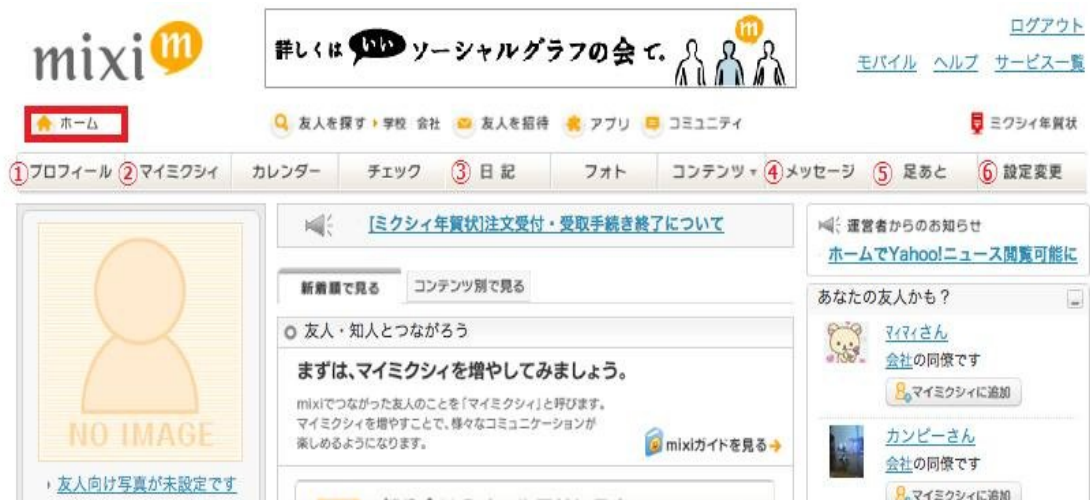 mixi m
詳しくは いい ソーシャルグラフの会 で。
m
ログアウト
モバイル ヘルプ サービス一覧
ホーム
友人を探す 学校 会社 友人を招待 アプリ コミュニティ
ミクシィ年賀状
①プロフィール ②マイミクシィ カレンダー チェック ③日記 フォト コンテンツ▼ ④メッセージ ⑤足あと ⑥設定変更
[ミクシィ年賀状]注文受付・受取手続き終了について
運営者からのお知らせ
ホームでYahoo!ニュース閲覧可能に
新着順で見る コンテンツ別で見る
あなたの友人かも?
友人・知人とつながろう
まずは、マイミクシィを増やしてみましょう。
mixiでつながった友人のことを「マイミクシィ」と呼びます。
マイミクシィを増やすことで、様々なコミュニケーションが
楽しめるようになります。
mixiガイドを見る
マイマイさん
会社の同僚です
マイミクシィに追加
カンピーさん
会社の同僚です
マイミクシィに追加
NO IMAGE
友人向け写真が未設定です